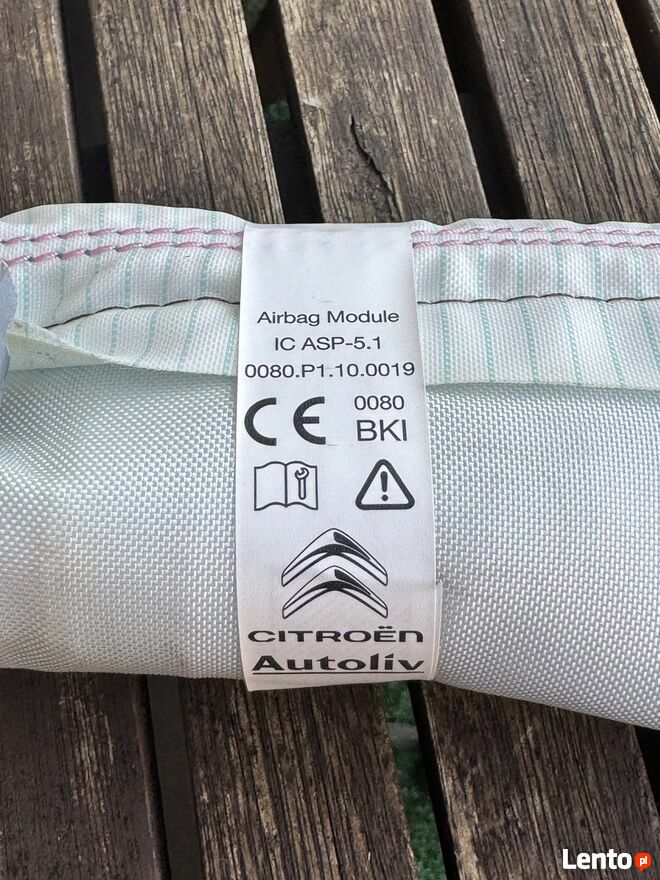 Airbag Module
IC ASP-5.1
0080.P1.10.0019
CE 0080
BKI
CITROËN
Autoliv
Lento.pl